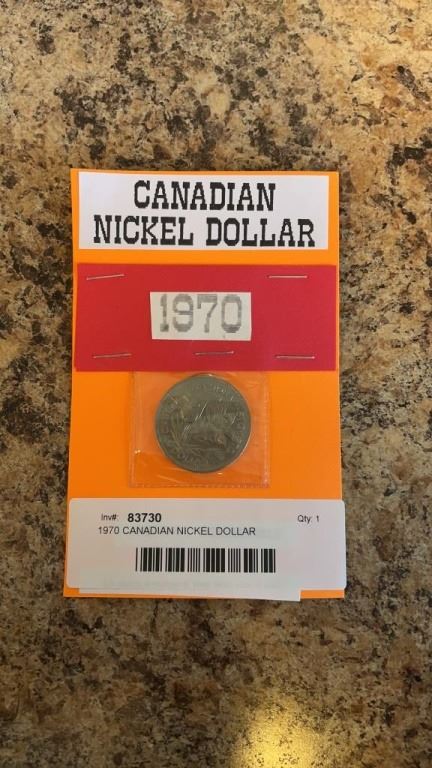 CANADIAN
NICKEL DOLLAR
1970
Inv#: 83730 Qty: 1
1970 CANADIAN NICKEL DOLLAR